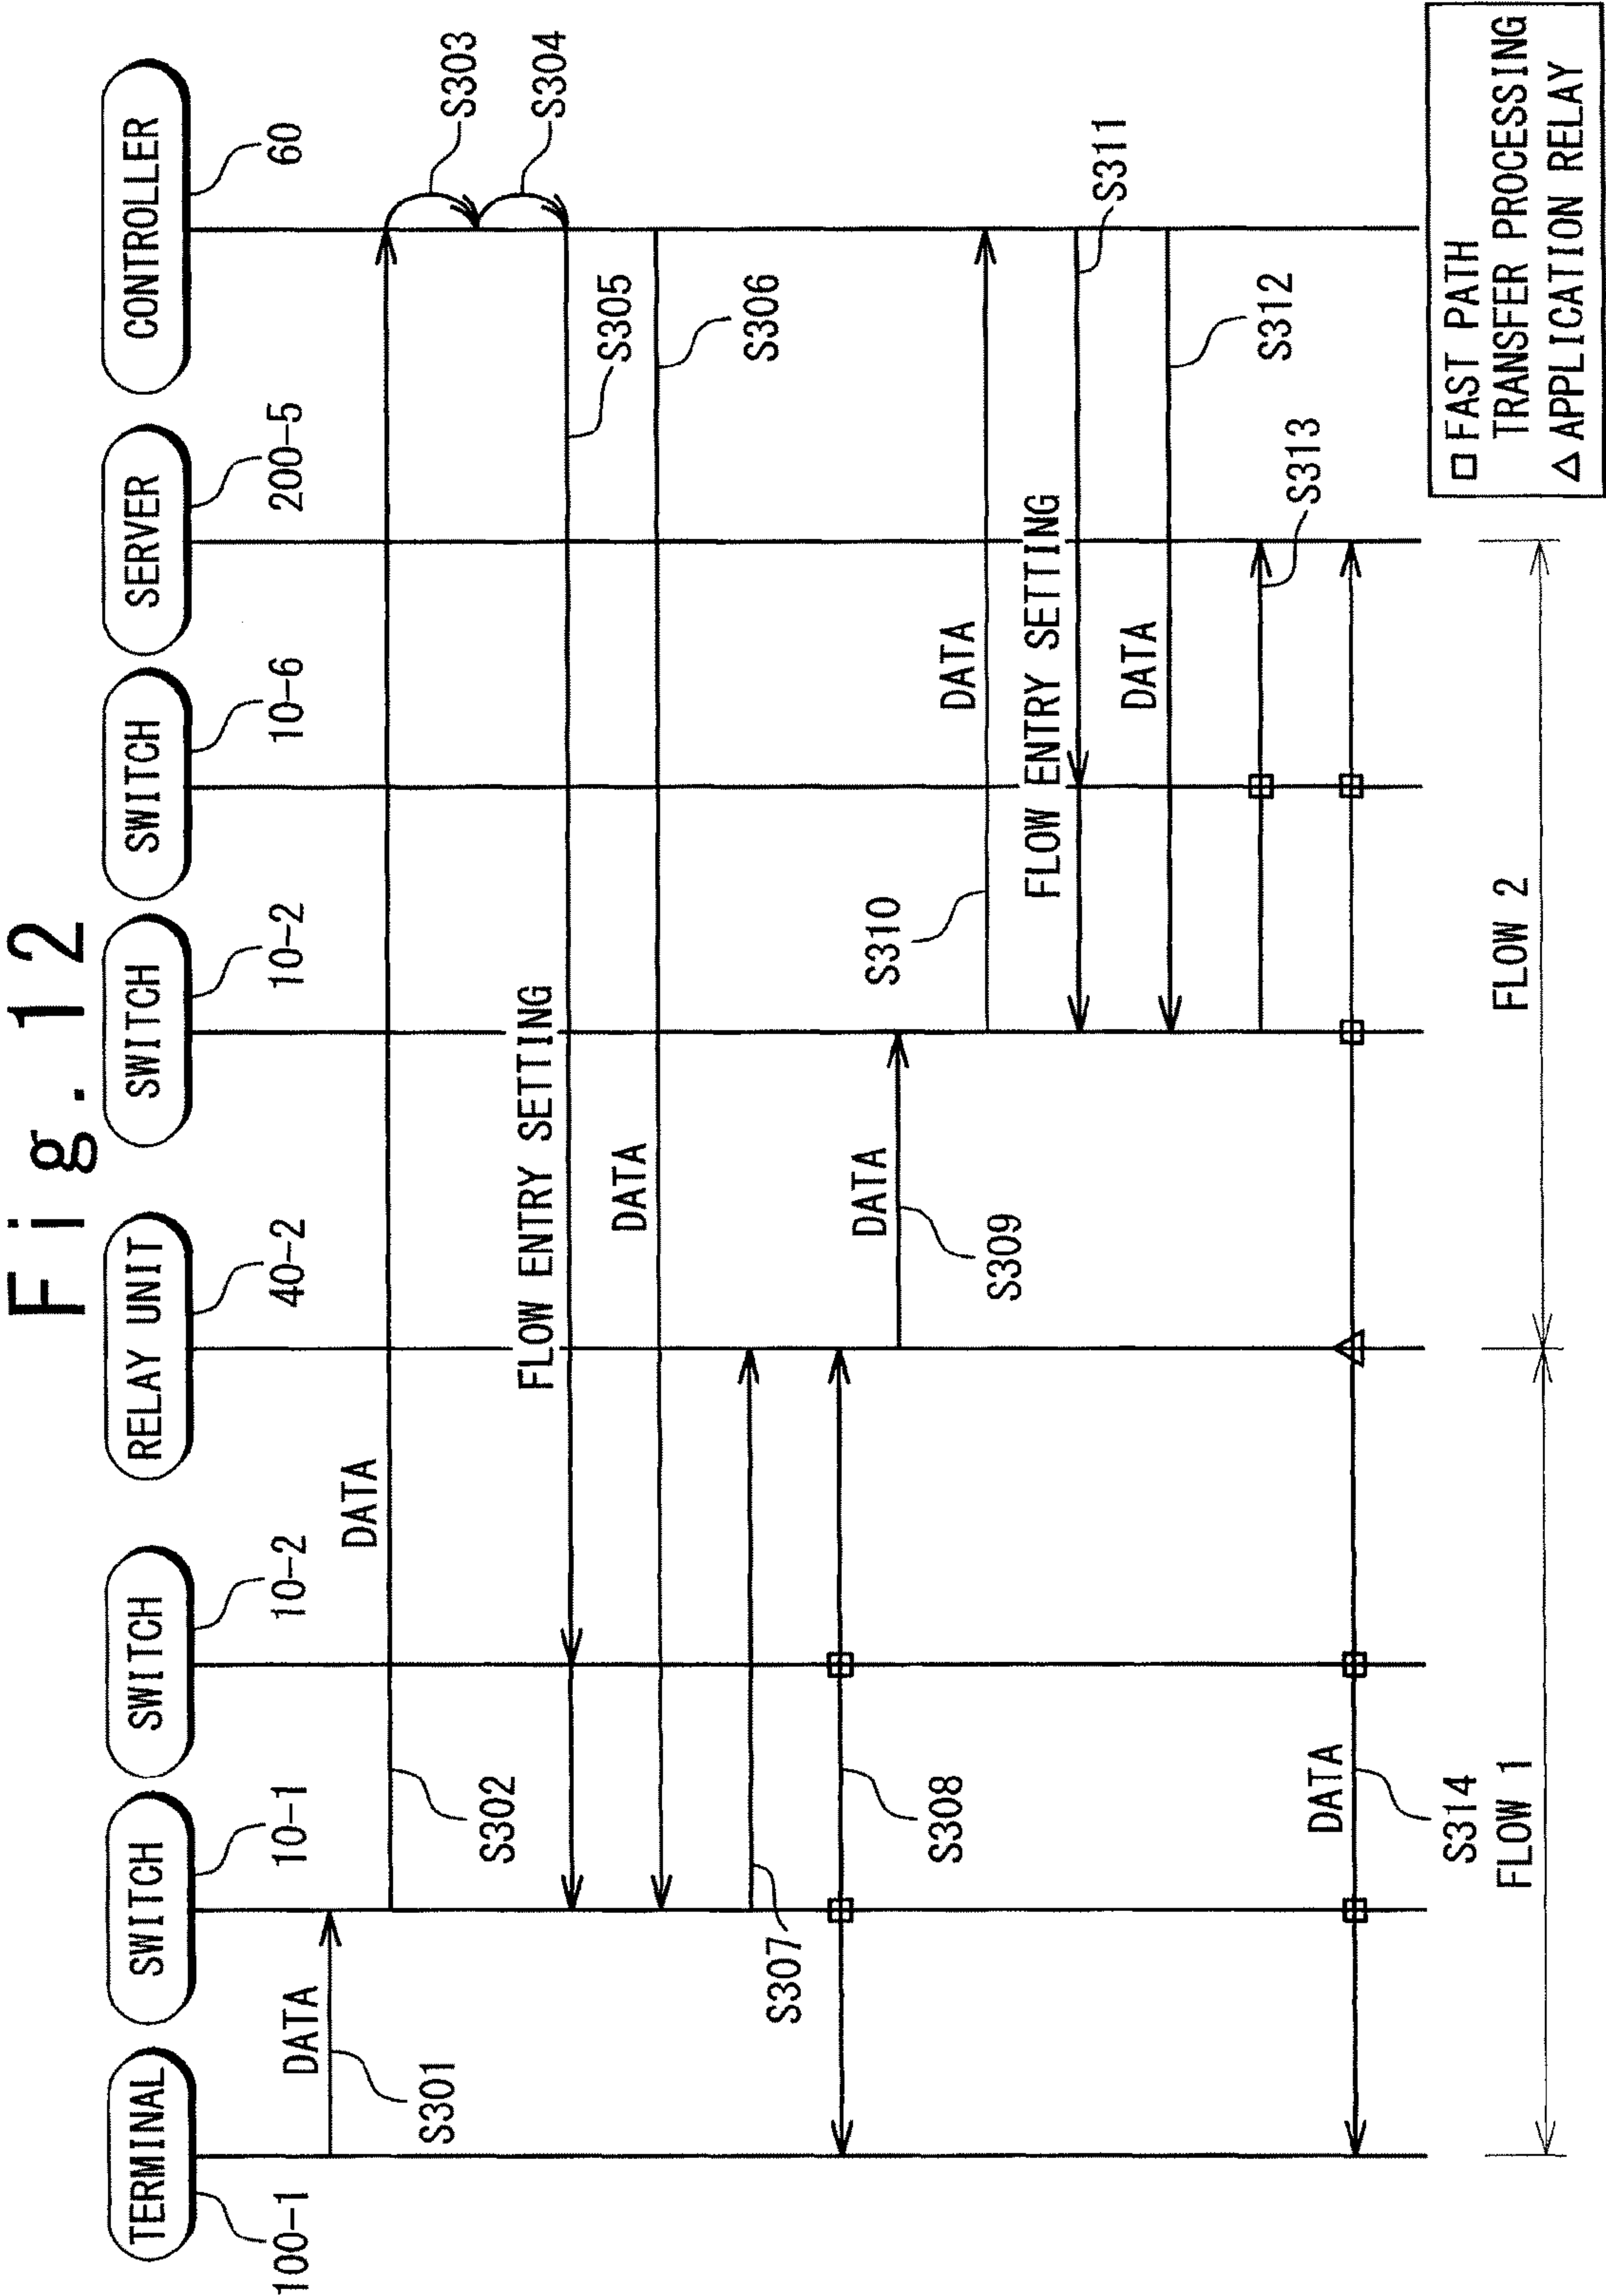 Fig. 12
TERMINAL
100-1
SWITCH
10-1
SWITCH
10-2
RELAY UNIT
40-2
SWITCH
10-2
SWITCH
10-6
SERVER
200-5
CONTROLLER
60
DATA
S301
DATA
S302
S303
S304
FLOW ENTRY SETTING
S305
DATA
S306
S307
S308
DATA
S309
DATA
S310
FLOW ENTRY SETTING
S311
DATA
S312
S313
DATA
S314
FLOW 1
FLOW 2
□ FAST PATH
TRANSFER PROCESSING
△ APPLICATION RELAY